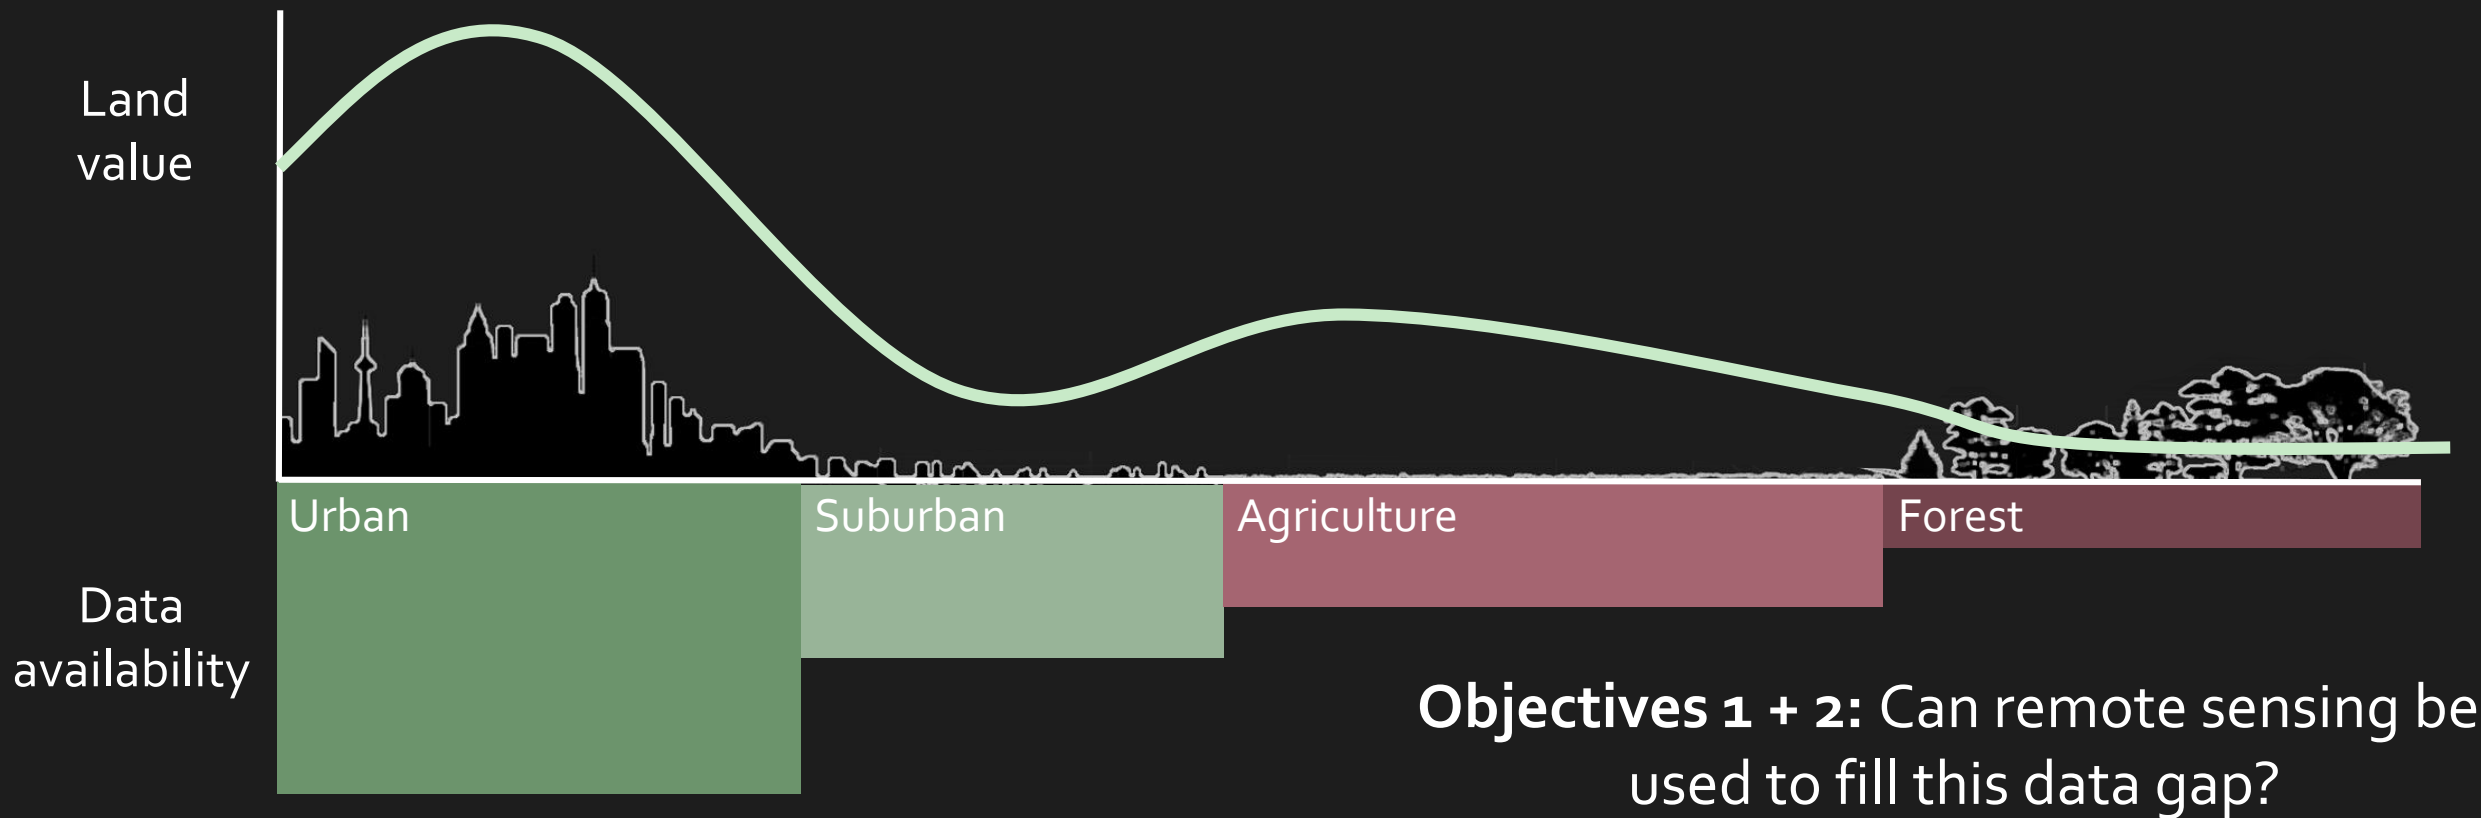 Land
value
Urban
Suburban
Agriculture
Forest
Data
availability
Objectives 1 + 2: Can remote sensing be
used to fill this data gap?